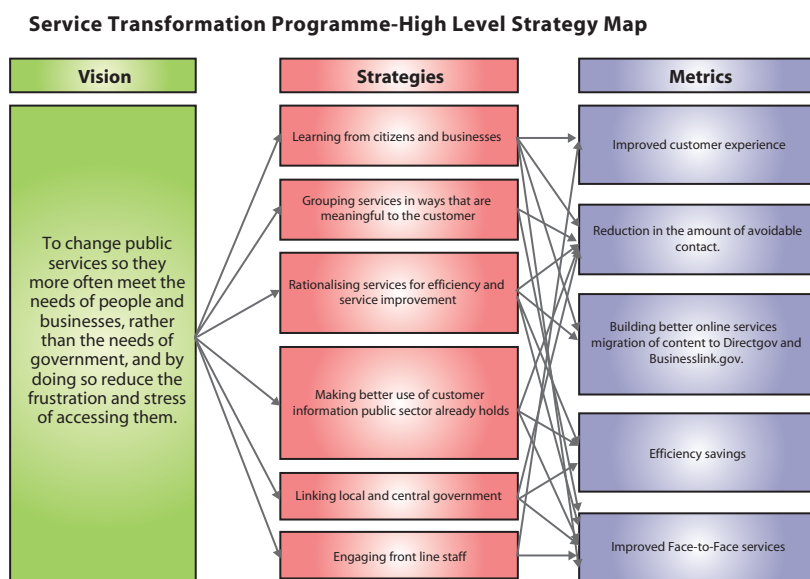 Service Transformation Programme-High Level Strategy Map
Vision
Strategies
Metrics
To change public
services so they
more often meet the
needs of people and
businesses, rather
than the needs of
government, and by
doing so reduce the
frustration and stress
of accessing them.
Learning from citizens and businesses
Grouping services in ways that are
meaningful to the customer
Rationalising services for efficiency and
service improvement
Making better use of customer
information public sector already holds
Linking local and central government
Engaging front line staff
Improved customer experience
Reduction in the amount of avoidable
contact.
Building better online services
migration of content to Directgov and
Businesslink.gov.
Efficiency savings
Improved Face-to-Face services